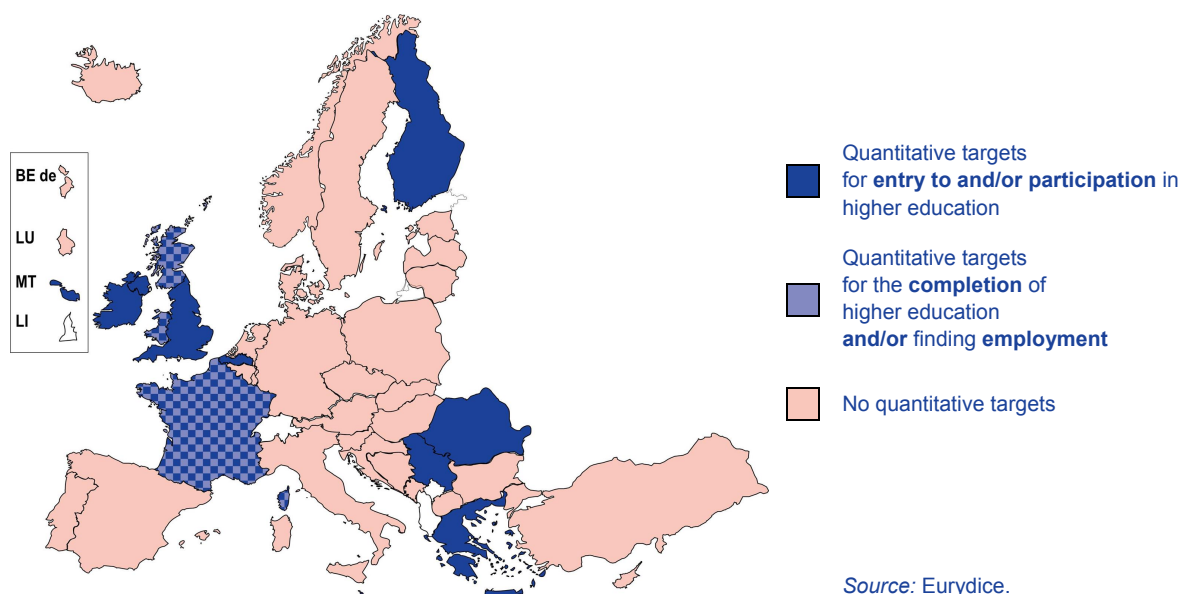 BE de
LU
MT
LI
Quantitative targets
for entry to and/or participation in
higher education
Quantitative targets
for the completion of
higher education
and/or finding employment
No quantitative targets
Source: Eurydice.